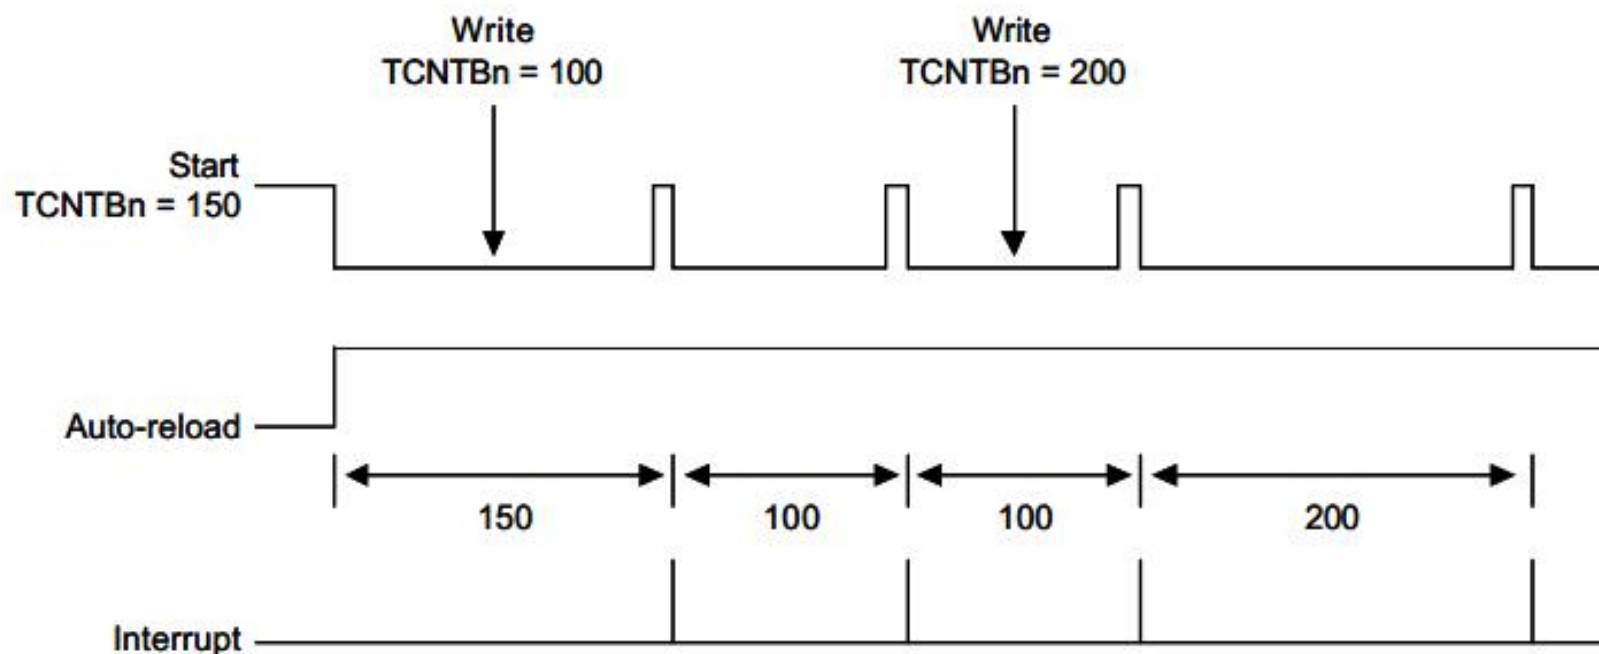 Write
TCNTBn = 100
Write
TCNTBn = 200
Start
TCNTBn = 150
Auto-reload
150
100
100
200
Interrupt